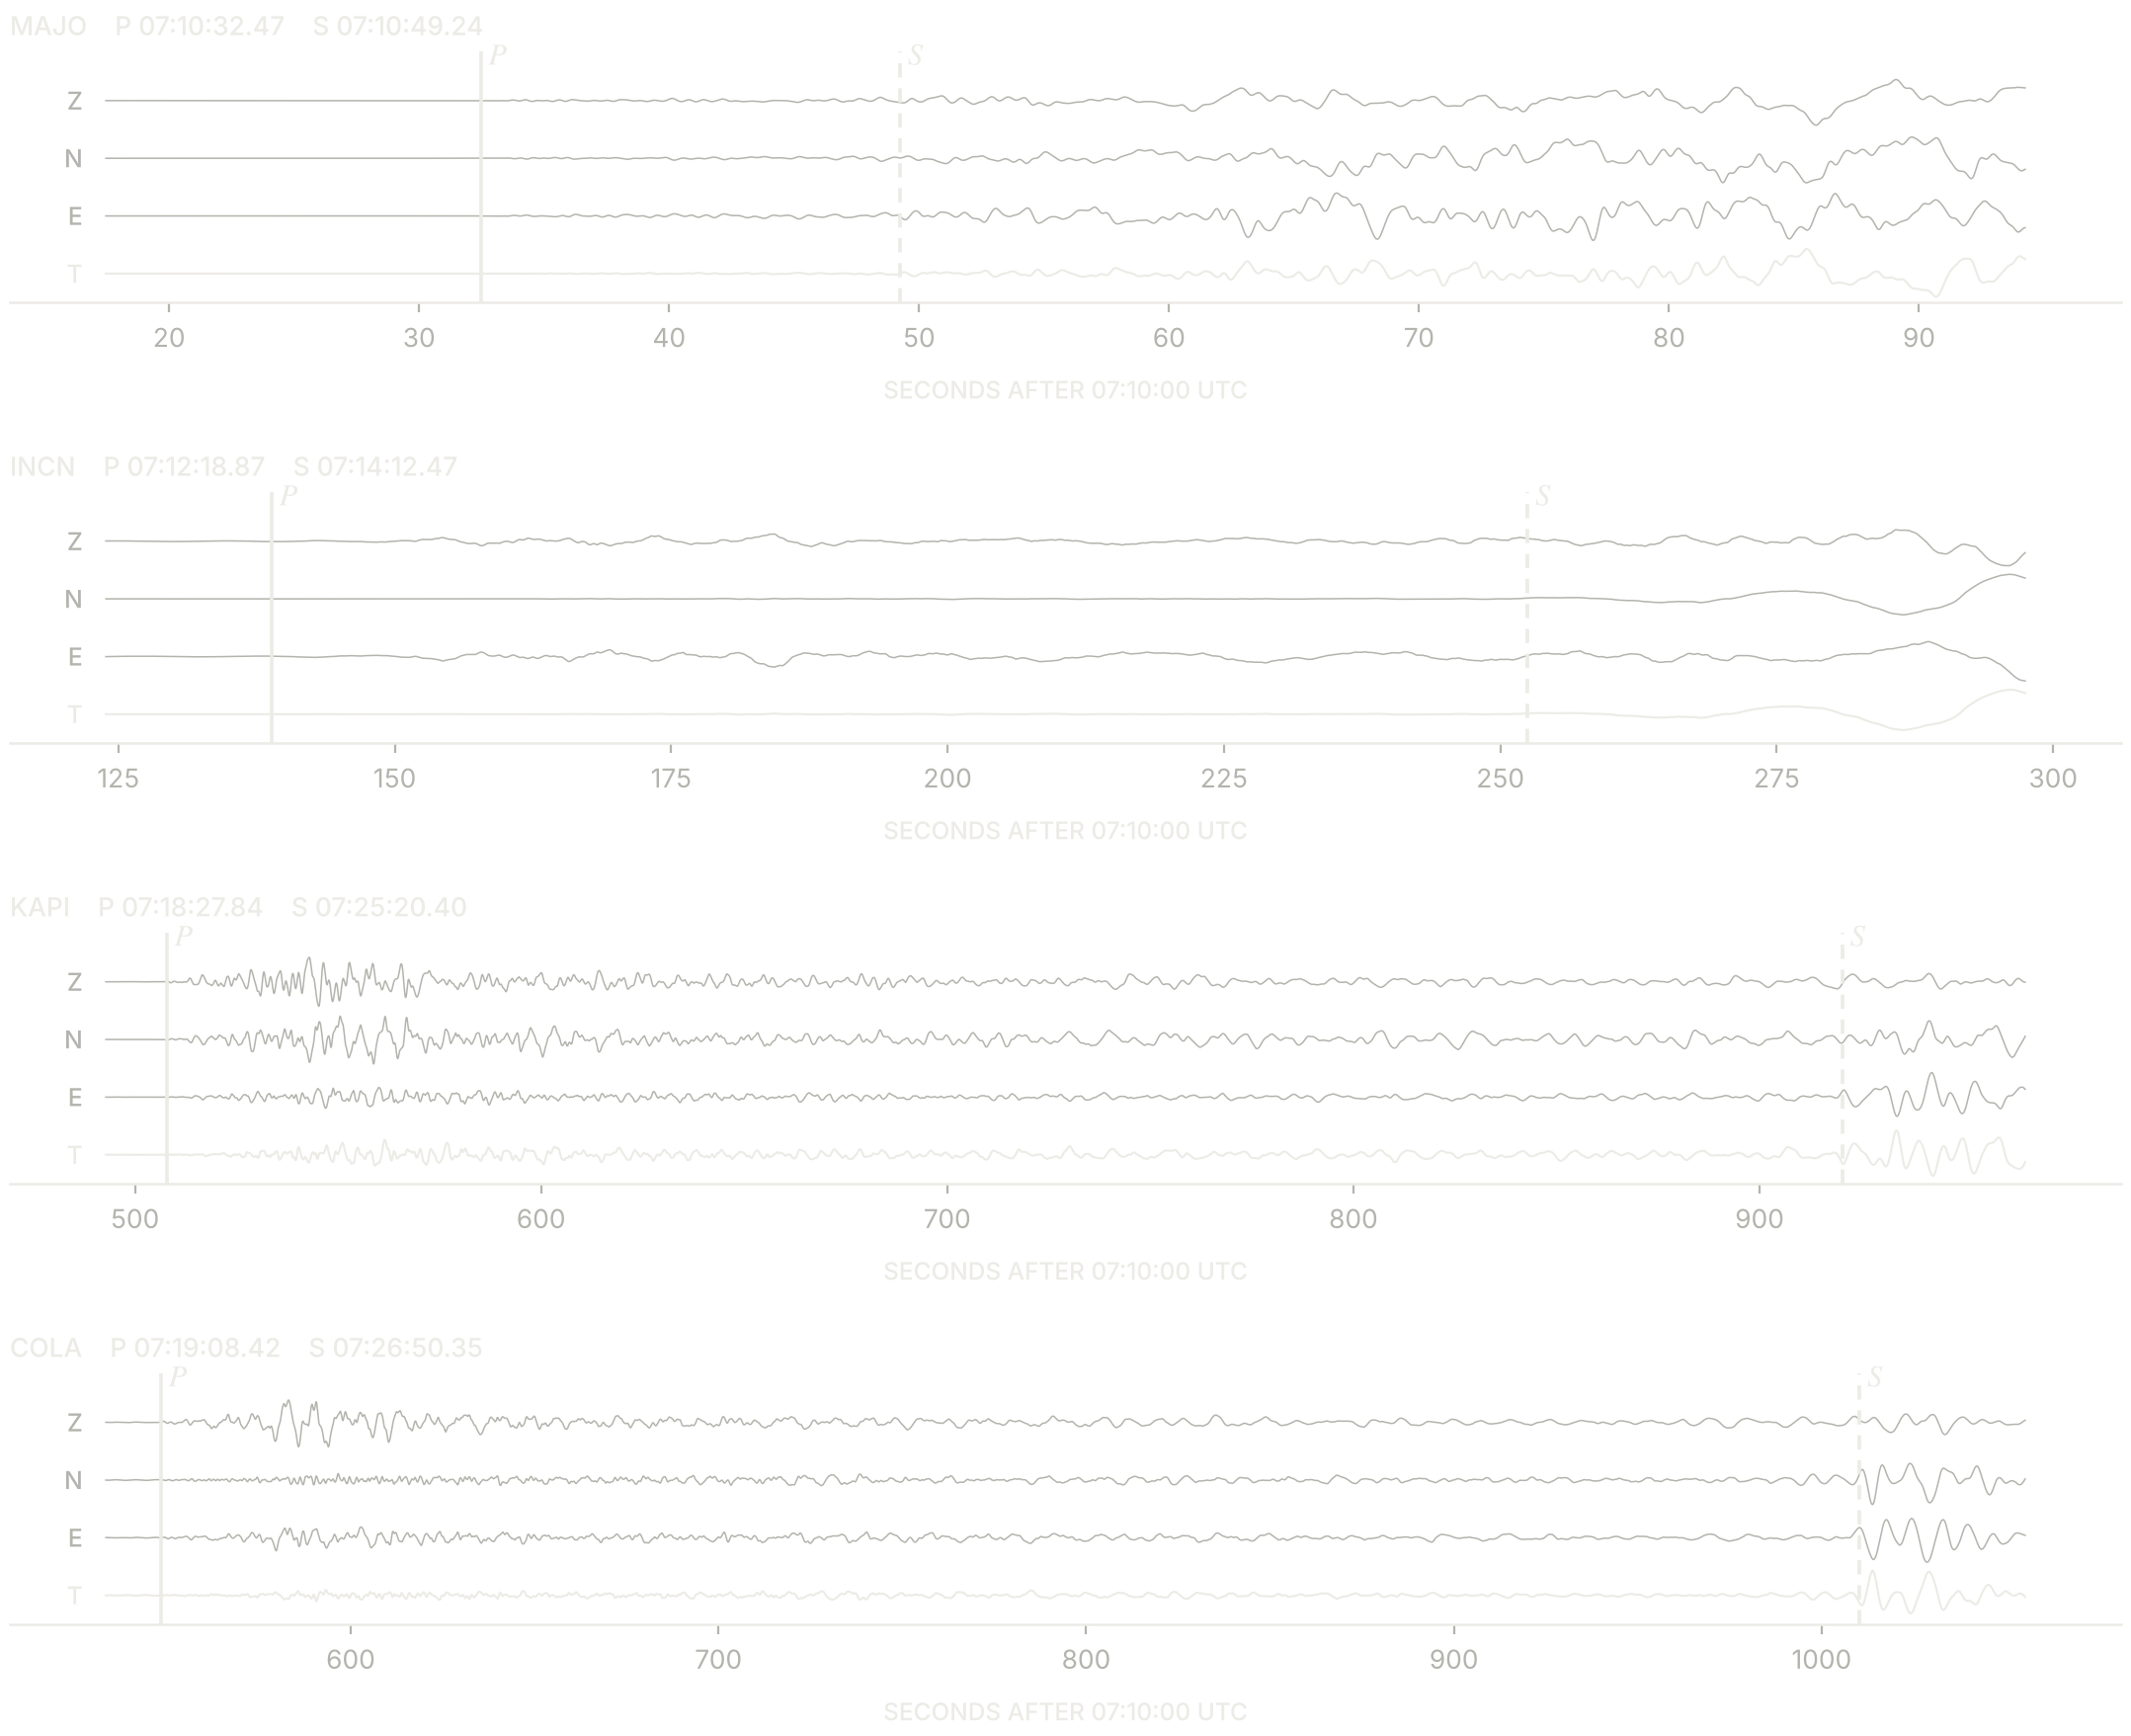 MAJO P 07:10:32.47 S 07:10:49.24
P S
Z
N
E
T
20 30 40 50 60 70 80 90
SECONDS AFTER 07:10:00 UTC
INCN P 07:12:18.87 S 07:14:12.47
P S
Z
N
E
T
125 150 175 200 225 250 275 300
SECONDS AFTER 07:10:00 UTC
KAPI P 07:18:27.84 S 07:25:20.40
P S
Z
N
E
T
500 600 700 800 900
SECONDS AFTER 07:10:00 UTC
COLA P 07:19:08.42 S 07:26:50.35
P S
Z
N
E
T
600 700 800 900 1000
SECONDS AFTER 07:10:00 UTC